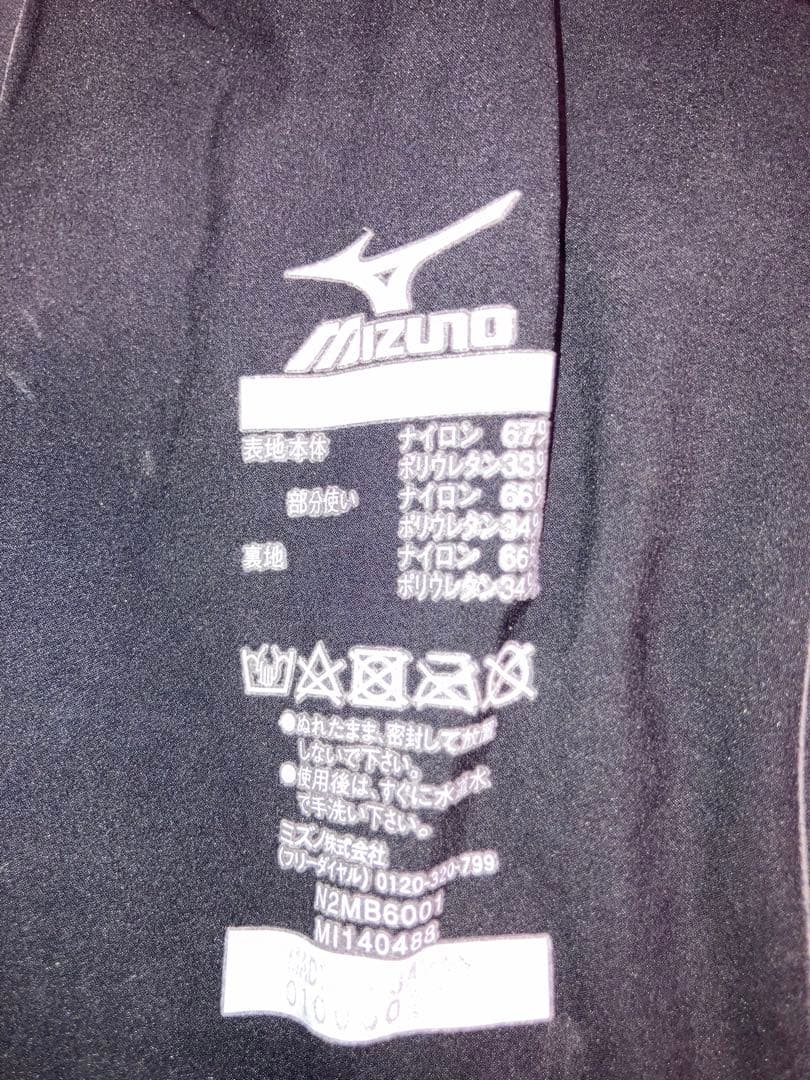 MIZUNO
表地本体 ナイロン 67%
ポリウレタン33%
部分使い ナイロン 66%
ポリウレタン34%
裏地 ナイロン 66%
ポリウレタン34%
●ぬれたまま、密封して放置
しないで下さい。
●使用後は、すぐに水道水
で手洗い下さい。
ミズノ株式会社
(フリーダイヤル) 0120-320-799
N2MB6001
MI140488